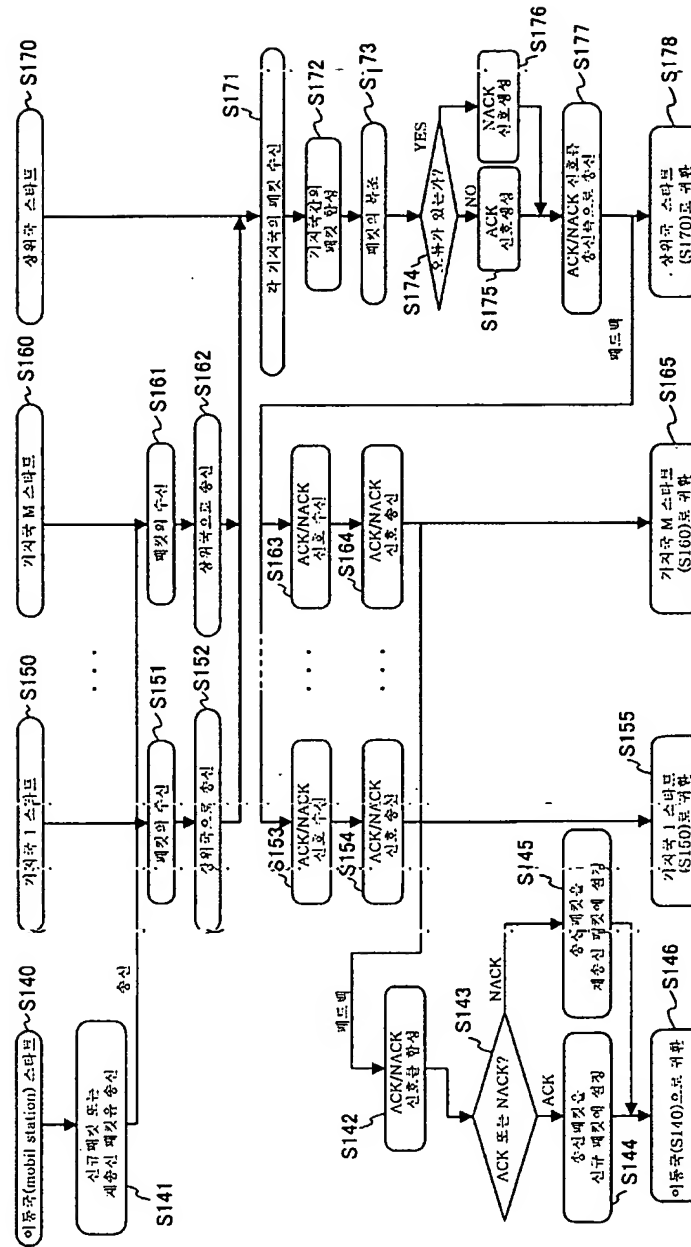 이동국(mobil station) 스타트
S140
신규 패킷 또는
재송신 패킷을 송신
S141
송신
기지국 1 스타트
S150
패킷의 수신
S151
상위국으로 송신
S152
. . .
기지국 M 스타트
S160
패킷의 수신
S161
상위국으로 송신
S162
상위국 스타트
S170
각 기지국의 패킷 수신
S171
기지국간의
패킷 합성
S172
패킷의 복조
S173
오류가 있는가?
S174
YES
NO
ACK
신호생성
S175
NACK
신호생성
S176
ACK/NACK 신호를
송신측으로 송신
S177
피드백
상위국 스타트
(S170)로 귀환
S178
ACK/NACK
신호 수신
S153
ACK/NACK
신호 송신
S154
. . .
. . .
ACK/NACK
신호 수신
S163
ACK/NACK
신호 송신
S164
기지국 1 스타트
(S150)로 귀환
S155
기지국 M 스타트
(S160)로 귀환
S165
피드백
ACK/NACK
신호를 합성
S142
ACK 또는 NACK?
S143
NACK
ACK
송신패킷을
신규 패킷에 설정
S144
송신패킷을
재송신 패킷에 설정
S145
이동국(S140)으로 귀환
S146